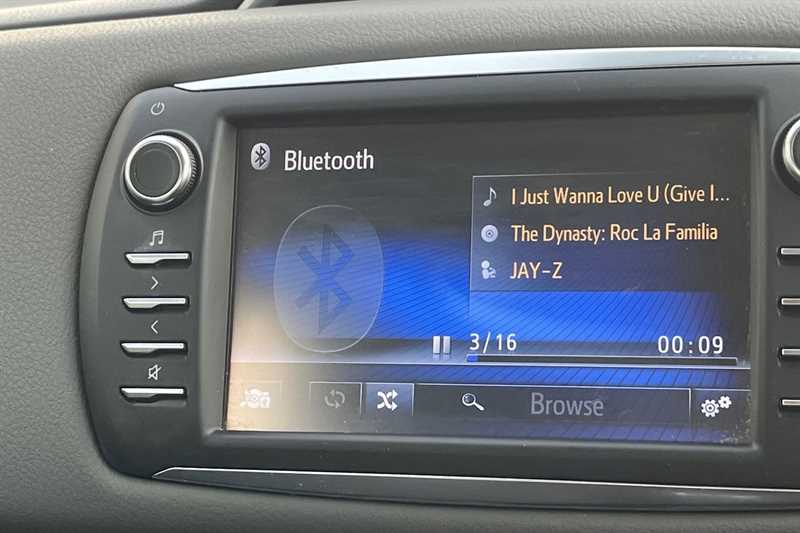 Bluetooth
I Just Wanna Love U (Give I...
The Dynasty: Roc La Familia
JAY-Z
3/16 00:09
Browse